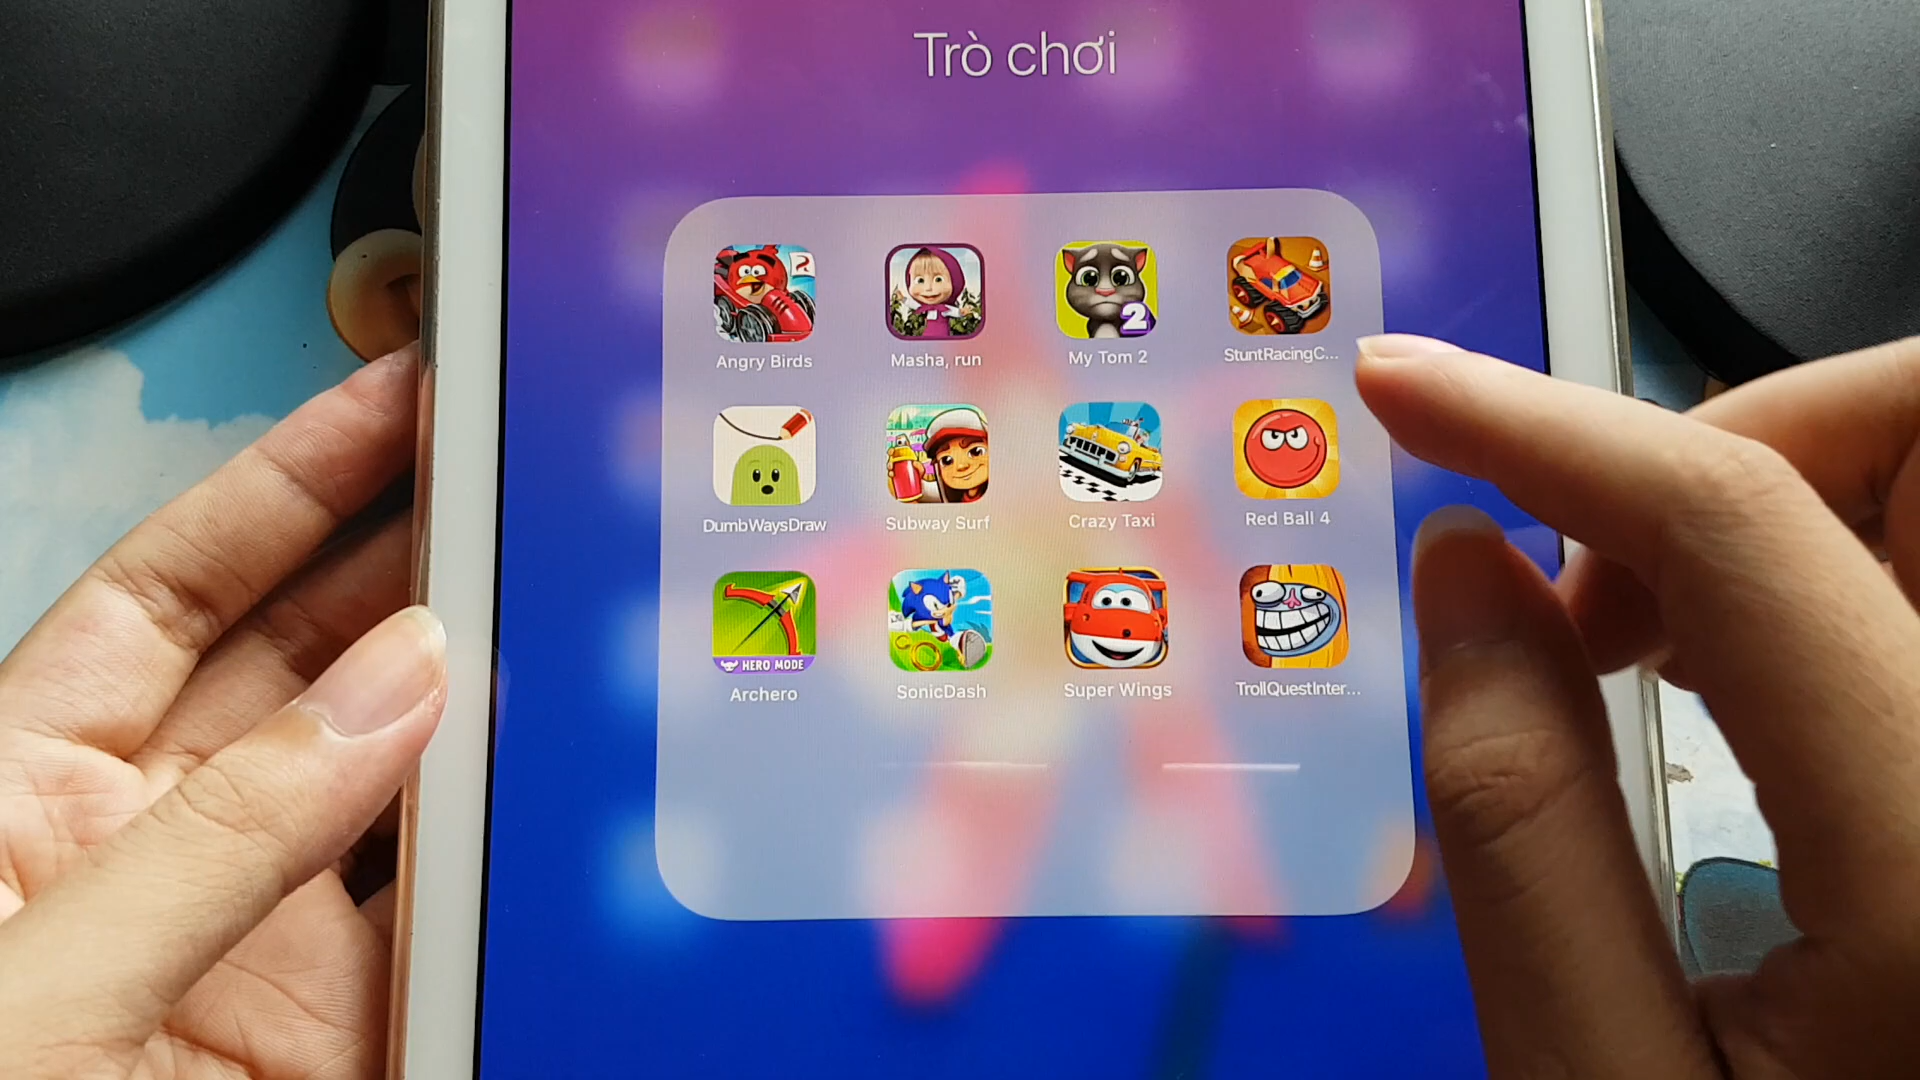 Trò chơi
Angry Birds
Masha, run
2
My Tom 2
StuntRacingC...
DumbWaysDraw
Subway Surf
Crazy Taxi
Red Ball 4
HERO MODE
Archero
SonicDash
Super Wings
TrollQuestInter...